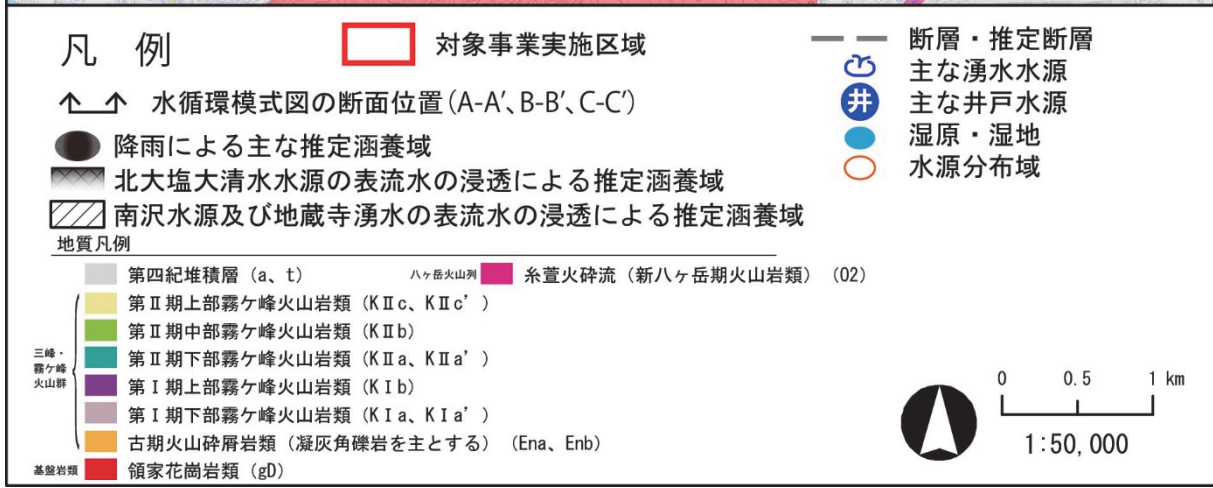 凡 例
対象事業実施区域
水循環模式図の断面位置(A-A′、B-B′、C-C′)
降雨による主な推定涵養域
北大塩大清水水源の表流水の浸透による推定涵養域
南沢水源及び地蔵寺湧水の表流水の浸透による推定涵養域
断層・推定断層
主な湧水水源
井 主な井戸水源
湿原・湿地
水源分布域
地質凡例
第四紀堆積層 (a、t)
八ヶ岳火山列 糸萱火砕流 (新八ヶ岳期火山岩類) (O2)
三峰・霧ケ峰火山群
第Ⅱ期上部霧ケ峰火山岩類 (KⅡc、KⅡc’)
第Ⅱ期中部霧ケ峰火山岩類 (KⅡb)
第Ⅱ期下部霧ケ峰火山岩類 (KⅡa、KⅡa’)
第Ⅰ期上部霧ケ峰火山岩類 (KⅠb)
第Ⅰ期下部霧ケ峰火山岩類 (KⅠa、KⅠa’)
古期火山砕屑岩類 (凝灰角礫岩を主とする) (Ena、Enb)
基盤岩類 領家花崗岩類 (gD)
0 0.5 1 km
1:50,000